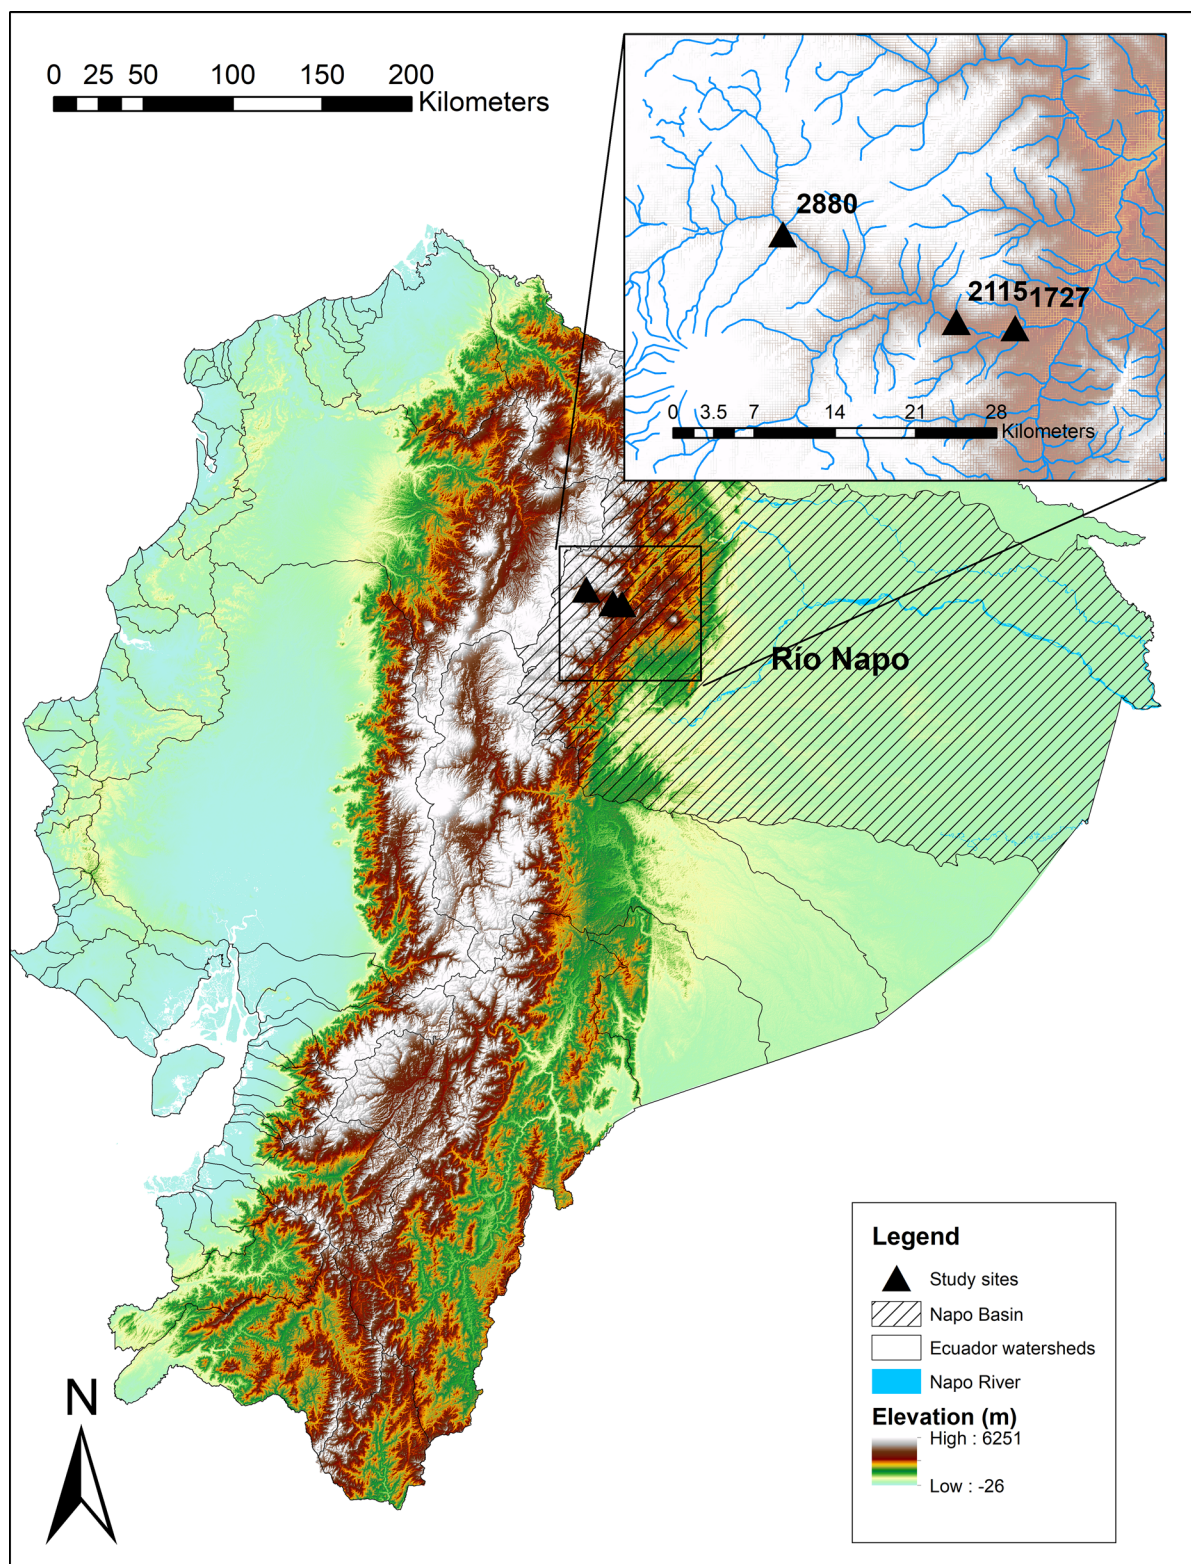 0 25 50 100 150 200
Kilometers
2880
2115
1727
0 3.5 7 14 21 28
Kilometers
Río Napo
Legend
Study sites
Napo Basin
Ecuador watersheds
Napo River
Elevation (m)
High : 6251
Low : -26
N